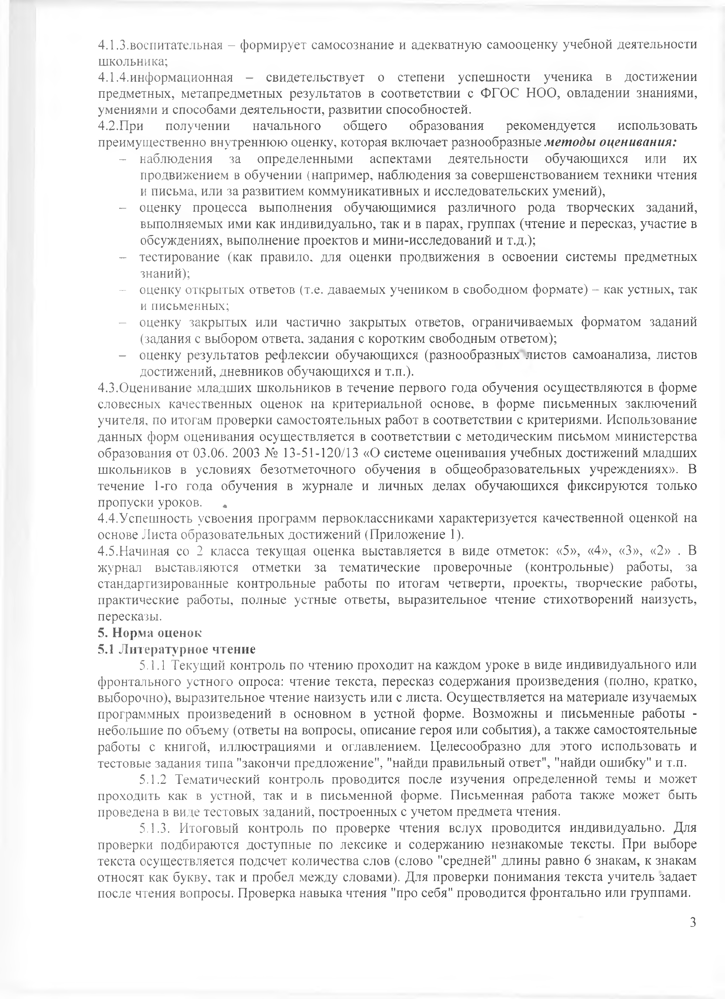 4.1.3.воспитательная – формирует самосознание и адекватную самооценку учебной деятельности
школьника;
4.1.4.информационная – свидетельствует о степени успешности ученика в достижении
предметных, метапредметных результатов в соответствии с ФГОС НОО, овладении знаниями,
умениями и способами деятельности, развитии способностей.
4.2.При получении начального общего образования рекомендуется использовать
преимущественно внутреннюю оценку, которая включает разнообразные методы оценивания:
– наблюдения за определенными аспектами деятельности обучающихся или их
продвижением в обучении (например, наблюдения за совершенствованием техники чтения
и письма, или за развитием коммуникативных и исследовательских умений),
– оценку процесса выполнения обучающимися различного рода творческих заданий,
выполняемых ими как индивидуально, так и в парах, группах (чтение и пересказ, участие в
обсуждениях, выполнение проектов и мини-исследований и т.д.);
– тестирование (как правило, для оценки продвижения в освоении системы предметных
знаний);
– оценку открытых ответов (т.е. даваемых учеником в свободном формате) – как устных, так
и письменных;
– оценку закрытых или частично закрытых ответов, ограничиваемых форматом заданий
(задания с выбором ответа, задания с коротким свободным ответом);
– оценку результатов рефлексии обучающихся (разнообразных листов самоанализа, листов
достижений, дневников обучающихся и т.п.).
4.3.Оценивание младших школьников в течение первого года обучения осуществляются в форме
словесных качественных оценок на критериальной основе, в форме письменных заключений
учителя, по итогам проверки самостоятельных работ в соответствии с критериями. Использование
данных форм оценивания осуществляется в соответствии с методическим письмом министерства
образования от 03.06. 2003 № 13-51-120/13 «О системе оценивания учебных достижений младших
школьников в условиях безотметочного обучения в общеобразовательных учреждениях». В
течение 1-го года обучения в журнале и личных делах обучающихся фиксируются только
пропуски уроков.
4.4.Успешность усвоения программ первоклассниками характеризуется качественной оценкой на
основе Листа образовательных достижений (Приложение 1).
4.5.Начиная со 2 класса текущая оценка выставляется в виде отметок: «5», «4», «3», «2» . В
журнал выставляются отметки за тематические проверочные (контрольные) работы, за
стандартизированные контрольные работы по итогам четверти, проекты, творческие работы,
практические работы, полные устные ответы, выразительное чтение стихотворений наизусть,
пересказы.
5. Норма оценок
5.1 Литературное чтение
5.1.1 Текущий контроль по чтению проходит на каждом уроке в виде индивидуального или
фронтального устного опроса: чтение текста, пересказ содержания произведения (полно, кратко,
выборочно), выразительное чтение наизусть или с листа. Осуществляется на материале изучаемых
программных произведений в основном в устной форме. Возможны и письменные работы -
небольшие по объему (ответы на вопросы, описание героя или события), а также самостоятельные
работы с книгой, иллюстрациями и оглавлением. Целесообразно для этого использовать и
тестовые задания типа "закончи предложение", "найди правильный ответ", "найди ошибку" и т.п.
5.1.2 Тематический контроль проводится после изучения определенной темы и может
проходить как в устной, так и в письменной форме. Письменная работа также может быть
проведена в виде тестовых заданий, построенных с учетом предмета чтения.
5.1.3. Итоговый контроль по проверке чтения вслух проводится индивидуально. Для
проверки подбираются доступные по лексике и содержанию незнакомые тексты. При выборе
текста осуществляется подсчет количества слов (слово "средней" длины равно 6 знакам, к знакам
относят как букву, так и пробел между словами). Для проверки понимания текста учитель задает
после чтения вопросы. Проверка навыка чтения "про себя" проводится фронтально или группами.
3